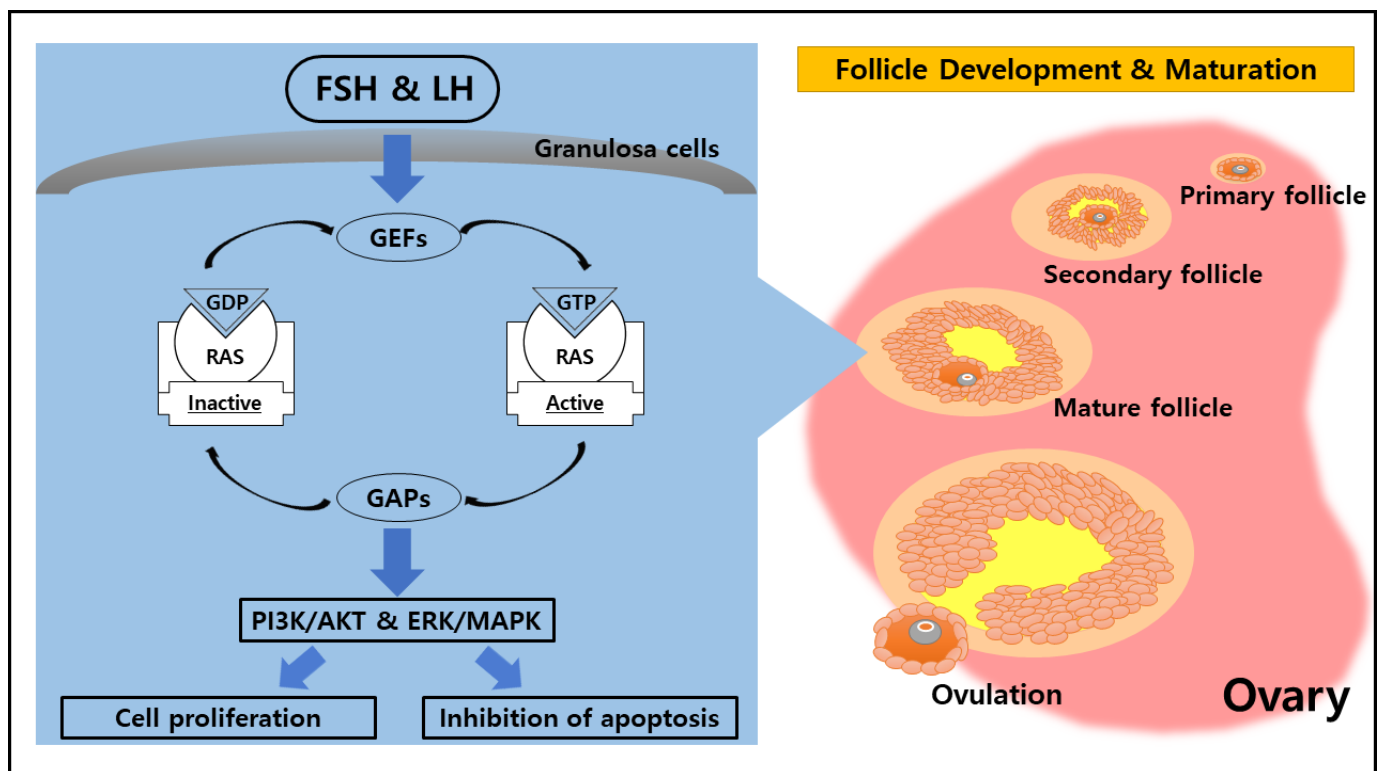 FSH & LH
Granulosa cells
GEFs
GDP
RAS
Inactive
GTP
RAS
Active
GAPs
PI3K/AKT & ERK/MAPK
Cell proliferation
Inhibition of apoptosis
Follicle Development & Maturation
Primary follicle
Secondary follicle
Mature follicle
Ovulation
Ovary